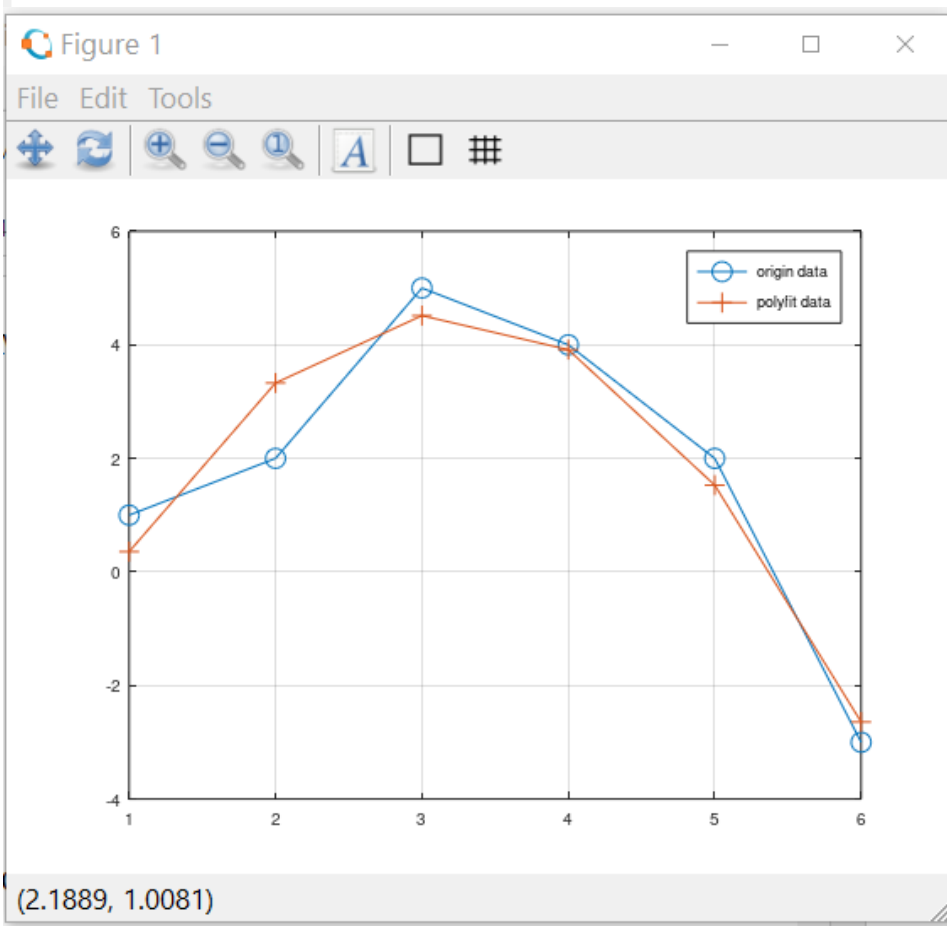 Figure 1
File Edit Tools
A
6
origin data
polyfit data
4
2
0
-2
-4
1 2 3 4 5 6
(2.1889, 1.0081)